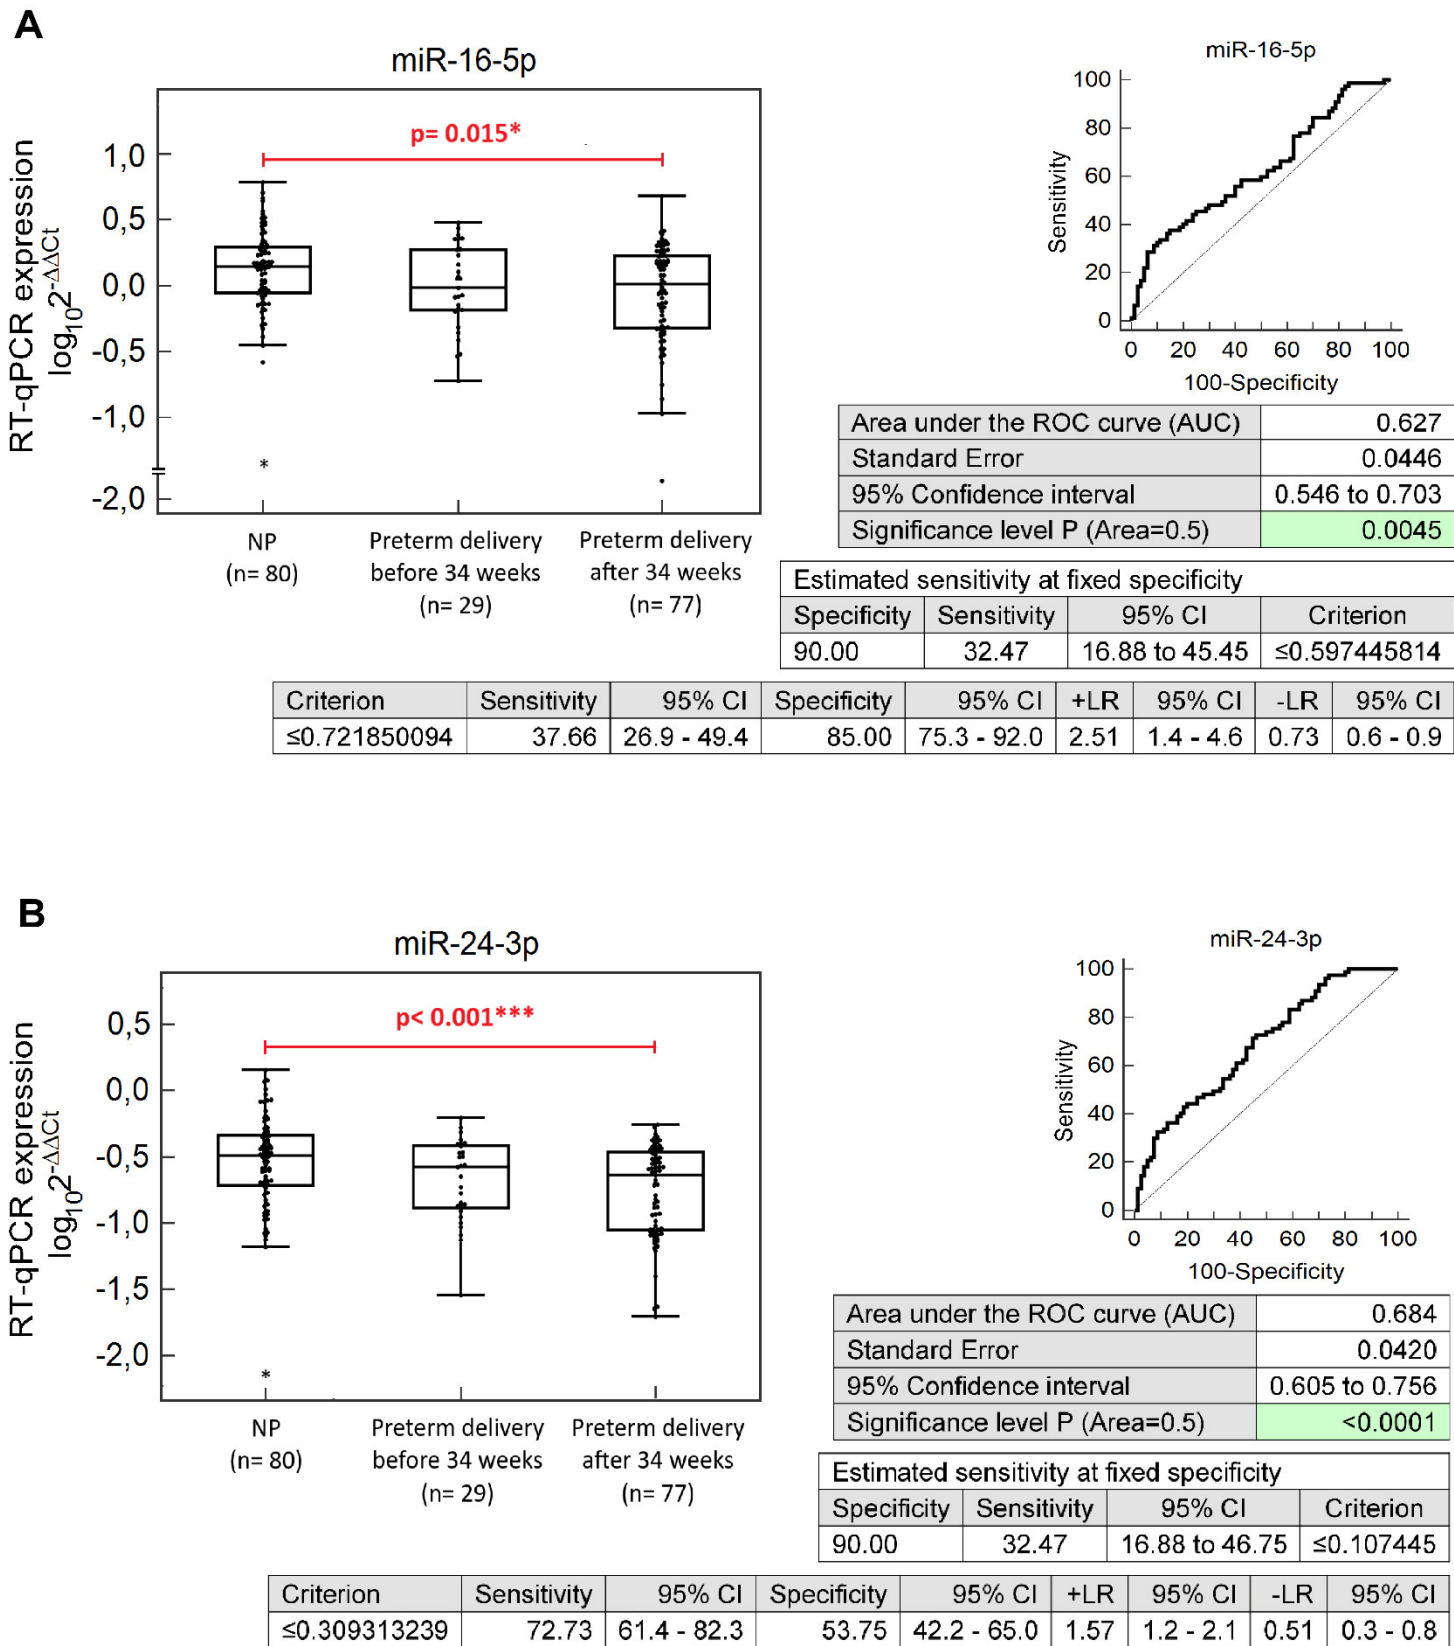 A
miR-16-5p
p= 0.015*
RT-qPCR expression
log₁₀2^-ΔΔCt
1,0
0,5
0,0
-0,5
-1,0
-2,0
*
NP
(n= 80)
Preterm delivery
before 34 weeks
(n= 29)
Preterm delivery
after 34 weeks
(n= 77)
miR-16-5p
Sensitivity
100
80
60
40
20
0
0 20 40 60 80 100
100-Specificity
Area under the ROC curve (AUC) 0.627
Standard Error 0.0446
95% Confidence interval 0.546 to 0.703
Significance level P (Area=0.5) 0.0045
Estimated sensitivity at fixed specificity
Specificity Sensitivity 95% CI Criterion
90.00 32.47 16.88 to 45.45 ≤0.597445814
Criterion Sensitivity 95% CI Specificity 95% CI +LR 95% CI -LR 95% CI
≤0.721850094 37.66 26.9 - 49.4 85.00 75.3 - 92.0 2.51 1.4 - 4.6 0.73 0.6 - 0.9
B
miR-24-3p
p< 0.001***
RT-qPCR expression
log₁₀2^-ΔΔCt
0,5
0,0
-0,5
-1,0
-1,5
-2,0
*
NP
(n= 80)
Preterm delivery
before 34 weeks
(n= 29)
Preterm delivery
after 34 weeks
(n= 77)
miR-24-3p
Sensitivity
100
80
60
40
20
0
0 20 40 60 80 100
100-Specificity
Area under the ROC curve (AUC) 0.684
Standard Error 0.0420
95% Confidence interval 0.605 to 0.756
Significance level P (Area=0.5) <0.0001
Estimated sensitivity at fixed specificity
Specificity Sensitivity 95% CI Criterion
90.00 32.47 16.88 to 46.75 ≤0.107445
Criterion Sensitivity 95% CI Specificity 95% CI +LR 95% CI -LR 95% CI
≤0.309313239 72.73 61.4 - 82.3 53.75 42.2 - 65.0 1.57 1.2 - 2.1 0.51 0.3 - 0.8